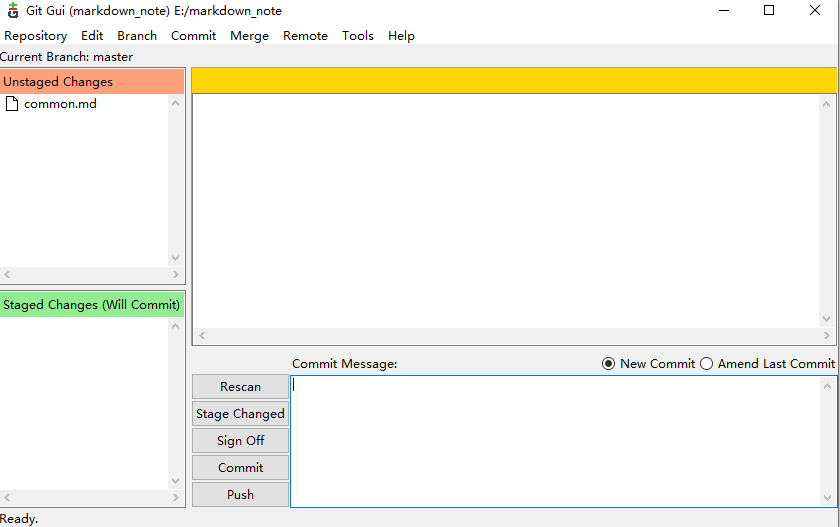 Git Gui (markdown_note) E:/markdown_note
Repository Edit Branch Commit Merge Remote Tools Help
Current Branch: master
Unstaged Changes
common.md
Staged Changes (Will Commit)
Commit Message: New Commit Amend Last Commit
Rescan
Stage Changed
Sign Off
Commit
Push
Ready.